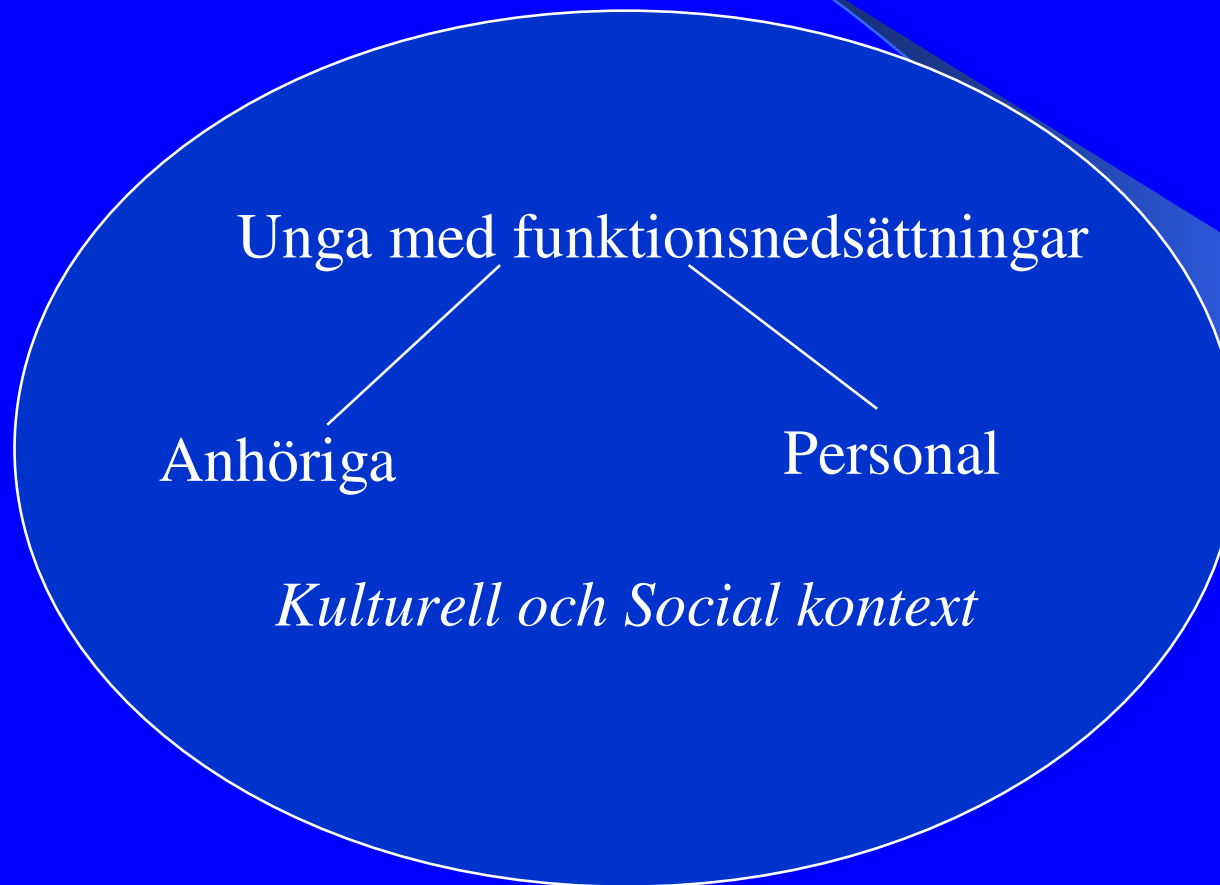 Unga med funktionsnedsättningar
Anhöriga
Personal
Kulturell och Social kontext